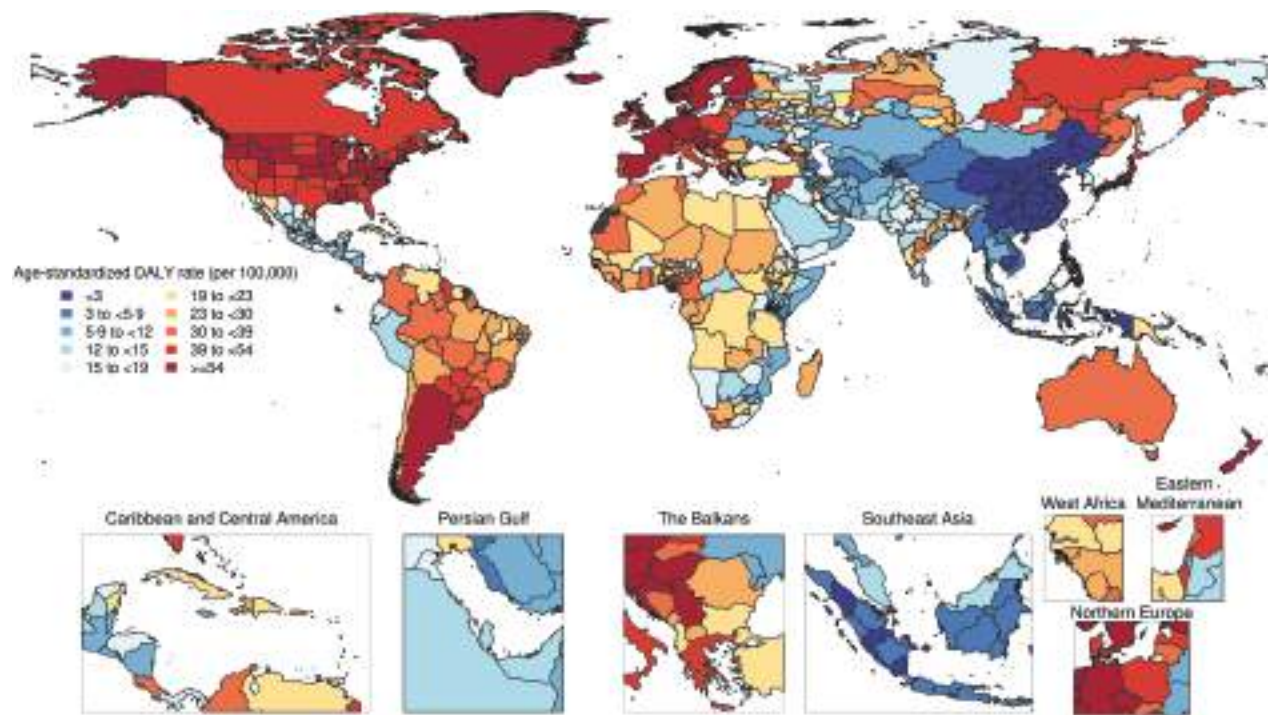 Age-standardized DALY rate (per 100,000)
<3
3 to <5·9
5·9 to <12
12 to <15
15 to <19
19 to <23
23 to <30
30 to <39
39 to <54
>=54
Caribbean and Central America
Persian Gulf
The Balkans
Southeast Asia
West Africa
Eastern
Mediterranean
Northern Europe